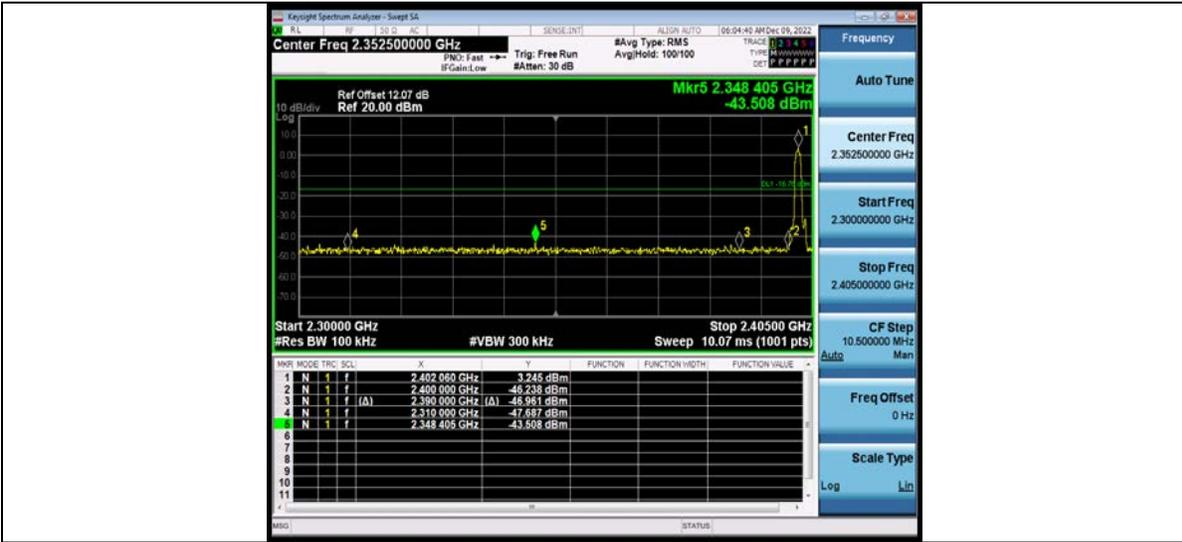 Keysight Spectrum Analyzer - Swept SA
RL RF 50 Ω AC SENSE:INT ALIGN AUTO 06:04:40 AM Dec 09, 2022
Center Freq 2.352500000 GHz #Avg Type: RMS TRACE 1 2 3 4 5 6
PNO: Fast Trig: Free Run Avg|Hold: 100/100 TYPE M W W W W W
IFGain:Low #Atten: 30 dB DET P P P P P P
Mkr5 2.348 405 GHz
-43.508 dBm
Ref Offset 12.07 dB
10 dB/div Ref 20.00 dBm
Log
10.0
0.00
-10.0
-20.0
-30.0
-40.0
-50.0
-60.0
-70.0
1
DL1 -16.76 dBm
4
5
3
2
Start 2.30000 GHz Stop 2.40500 GHz
#Res BW 100 kHz #VBW 300 kHz Sweep 10.07 ms (1001 pts)
MKR MODE TRC SCL X Y FUNCTION FUNCTION WIDTH FUNCTION VALUE
1 N 1 f 2.402 060 GHz 3.245 dBm
2 N 1 f 2.400 000 GHz -46.238 dBm
3 N 1 f (Δ) 2.390 000 GHz (Δ) -46.961 dBm
4 N 1 f 2.310 000 GHz -47.687 dBm
5 N 1 f 2.348 405 GHz -43.508 dBm
6
7
8
9
10
11
MSG STATUS
Frequency
Auto Tune
Center Freq
2.352500000 GHz
Start Freq
2.300000000 GHz
Stop Freq
2.405000000 GHz
CF Step
10.500000 MHz
Auto Man
Freq Offset
0 Hz
Scale Type
Log Lin